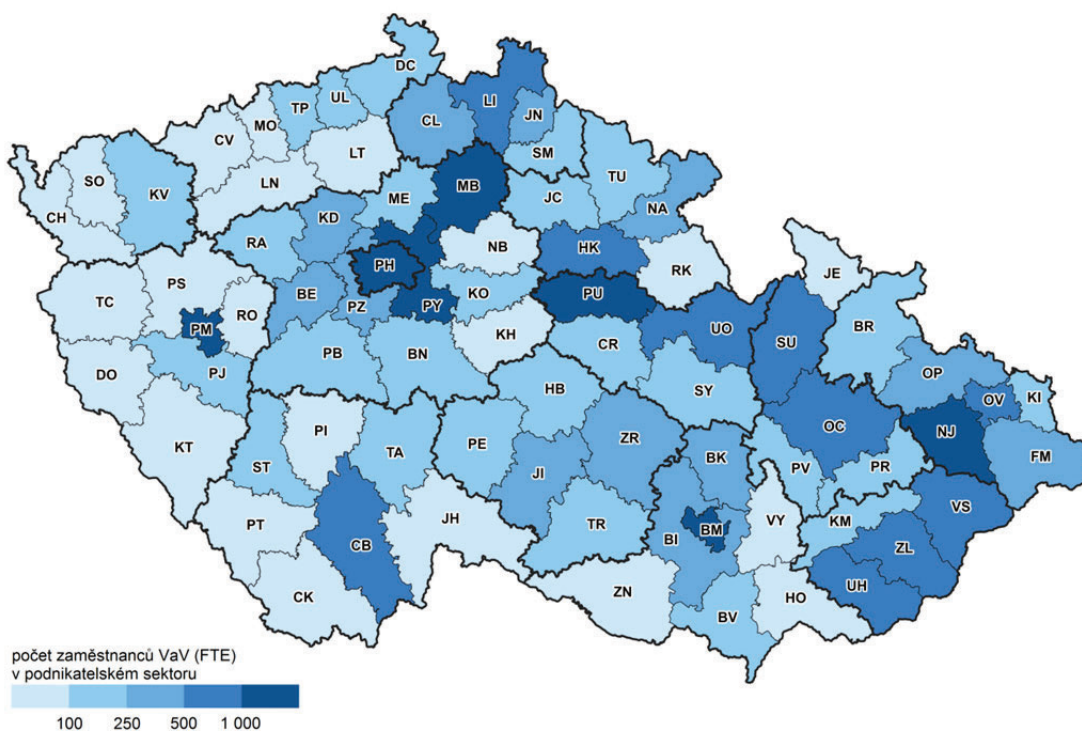 DC
LI
UL
TP
JN
MO
CL
CV
LT
SM
SO
KV
LN
MB
TU
ME
JC
CH
KD
NA
RA
NB
HK
PH
RK
JE
PS
BE
KO
TC
PZ
PY
PU
RO
PM
UO
BR
SU
KH
CR
PB
BN
DO
PJ
HB
OP
SY
KI
OV
PI
OC
NJ
KT
ZR
ST
TA
PE
BK
FM
JI
PV
PR
VS
PT
JH
TR
BM
VY
KM
CB
BI
ZL
UH
CK
ZN
HO
BV
počet zaměstnanců VaV (FTE)
v podnikatelském sektoru
100 250 500 1 000